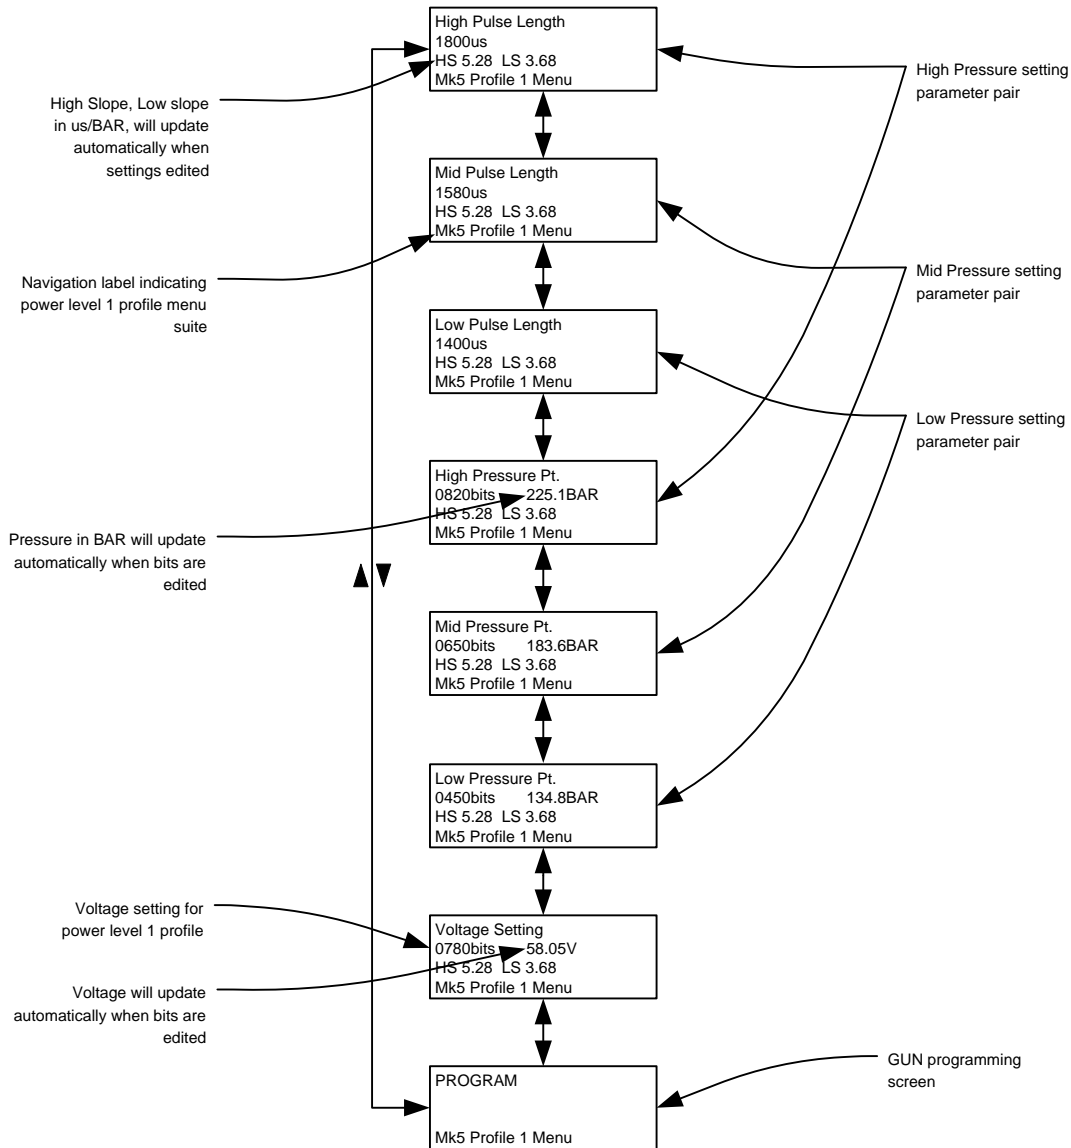 High Pulse Length
1800us
HS 5.28 LS 3.68
Mk5 Profile 1 Menu
High Slope, Low slope
in us/BAR, will update
automatically when
settings edited
High Pressure setting
parameter pair
Mid Pulse Length
1580us
HS 5.28 LS 3.68
Mk5 Profile 1 Menu
Navigation label indicating
power level 1 profile menu
suite
Mid Pressure setting
parameter pair
Low Pulse Length
1400us
HS 5.28 LS 3.68
Mk5 Profile 1 Menu
Low Pressure setting
parameter pair
High Pressure Pt.
0820bits 225.1BAR
HS 5.28 LS 3.68
Mk5 Profile 1 Menu
Pressure in BAR will update
automatically when bits are
edited
Mid Pressure Pt.
0650bits 183.6BAR
HS 5.28 LS 3.68
Mk5 Profile 1 Menu
Low Pressure Pt.
0450bits 134.8BAR
HS 5.28 LS 3.68
Mk5 Profile 1 Menu
Voltage setting for
power level 1 profile
Voltage Setting
0780bits 58.05V
HS 5.28 LS 3.68
Mk5 Profile 1 Menu
Voltage will update
automatically when bits are
edited
PROGRAM
Mk5 Profile 1 Menu
GUN programming
screen